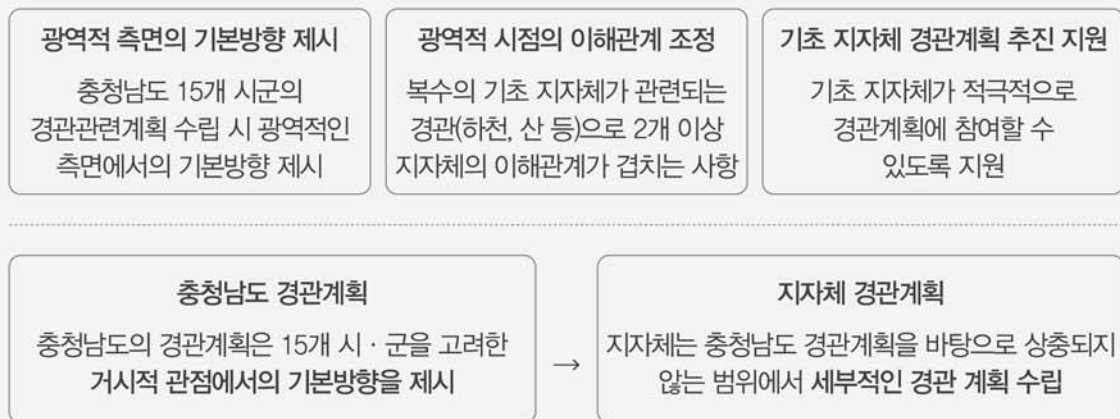 광역적 측면의 기본방향 제시
충청남도 15개 시군의
경관관련계획 수립 시 광역적인
측면에서의 기본방향 제시
광역적 시점의 이해관계 조정
복수의 기초 지자체가 관련되는
경관(하천, 산 등)으로 2개 이상
지자체의 이해관계가 겹치는 사항
기초 지자체 경관계획 추진 지원
기초 지자체가 적극적으로
경관계획에 참여할 수
있도록 지원
충청남도 경관계획
충청남도의 경관계획은 15개 시 · 군을 고려한
거시적 관점에서의 기본방향을 제시
→
지자체 경관계획
지자체는 충청남도 경관계획을 바탕으로 상충되지
않는 범위에서 세부적인 경관 계획 수립